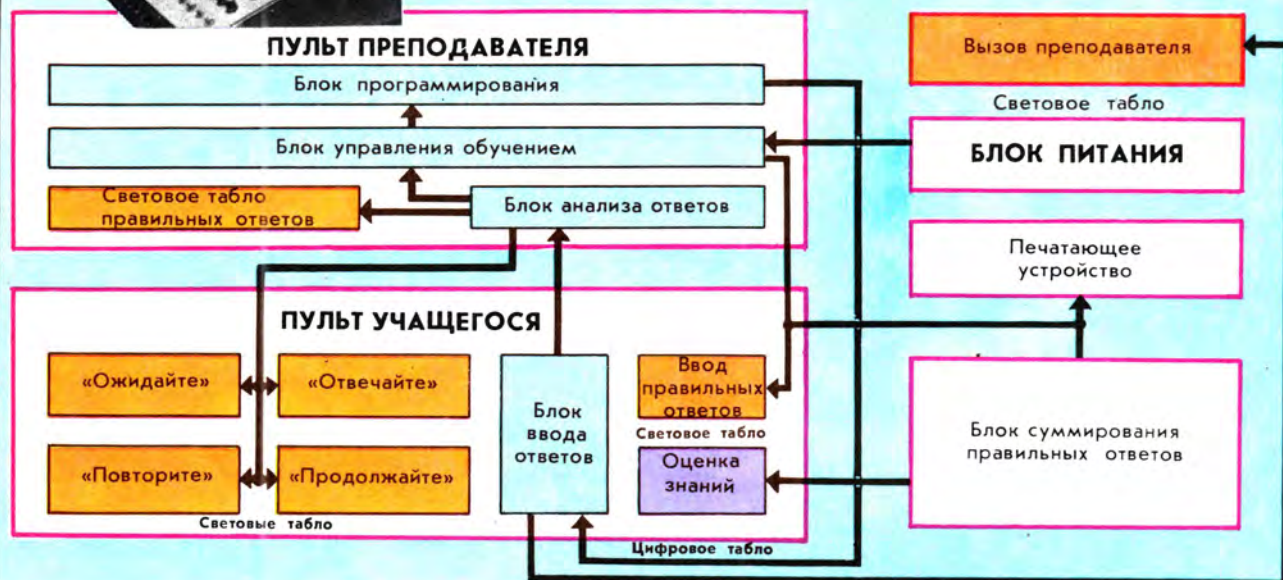 ПУЛЬТ ПРЕПОДАВАТЕЛЯ
Блок программирования
Блок управления обучением
Световое табло
правильных ответов
Блок анализа ответов
Вызов преподавателя
Световое табло
БЛОК ПИТАНИЯ
Печатающее
устройство
ПУЛЬТ УЧАЩЕГОСЯ
«Ожидайте»
«Отвечайте»
«Повторите»
«Продолжайте»
Световые табло
Блок
ввода
ответов
Ввод
правильных
ответов
Световое табло
Оценка
знаний
Цифровое табло
Блок суммирования
правильных ответов